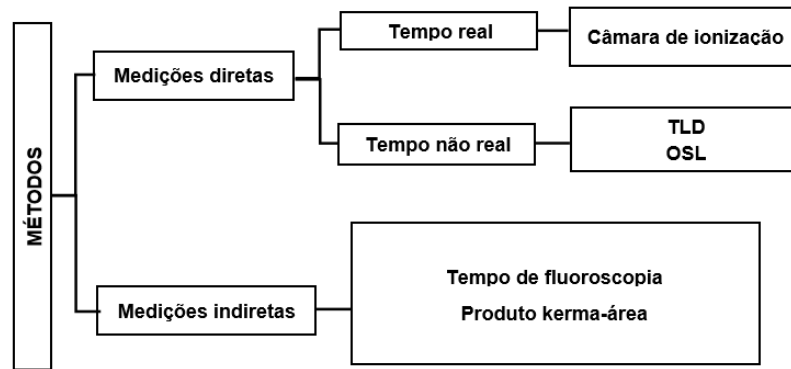 MÉTODOS
Medições diretas
Tempo real
Câmara de ionização
Tempo não real
TLD
OSL
Medições indiretas
Tempo de fluoroscopia
Produto kerma-área